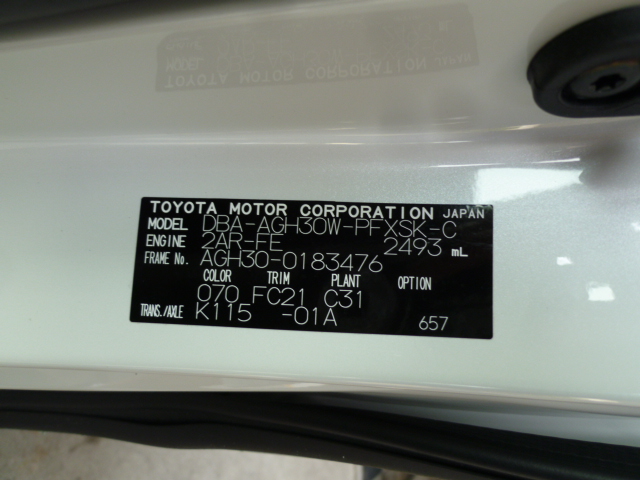 TOYOTA MOTOR CORPORATION JAPAN
MODEL DBA-AGH30W-PFXSK-C
ENGINE 2AR-FE 2493 mL
FRAME No. AGH30-0183476
COLOR TRIM PLANT OPTION
070 FC21 C31
TRANS./AXLE K115 -01A 657